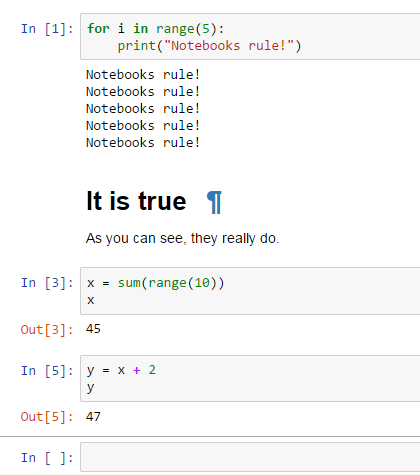 In [1]: for i in range(5):
    print("Notebooks rule!")
Notebooks rule!
Notebooks rule!
Notebooks rule!
Notebooks rule!
Notebooks rule!
It is true ¶
As you can see, they really do.
In [3]: x = sum(range(10))
x
Out[3]: 45
In [5]: y = x + 2
y
Out[5]: 47
In [ ]: